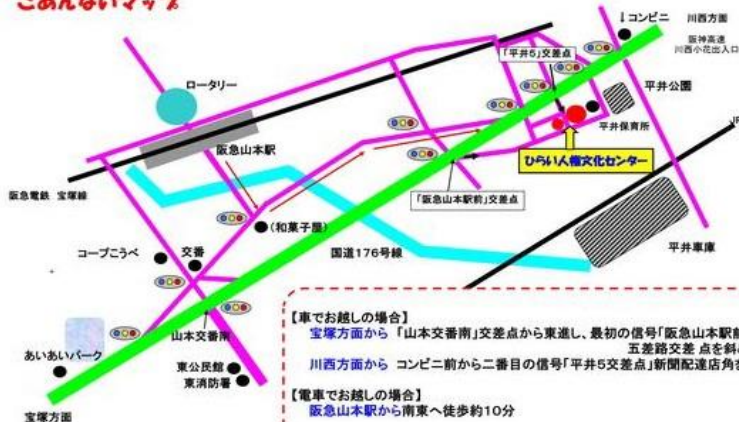 ごあんないマップ
↓コンビニ 川西方面
阪神高速
川西小花出入口
「平井5」交差点
ロータリー
平井公園
平井保育所
阪急山本駅
ひらい人権文化センター
阪急電鉄 宝塚線
「阪急山本駅前」交差点
(和菓子屋)
国道176号線
コープこうべ 交番
平井車庫
山本交番南
あいあいパーク
東公民館
東消防署
宝塚方面
【車でお越しの場合】
宝塚方面から 「山本交番南」交差点から東進し、最初の信号「阪急山本駅前
五差路交差点を斜め
川西方面から コンビニ前から二番目の信号「平井5交差点」新聞配達店角を
【電車でお越しの場合】
阪急山本駅から南東へ徒歩約10分